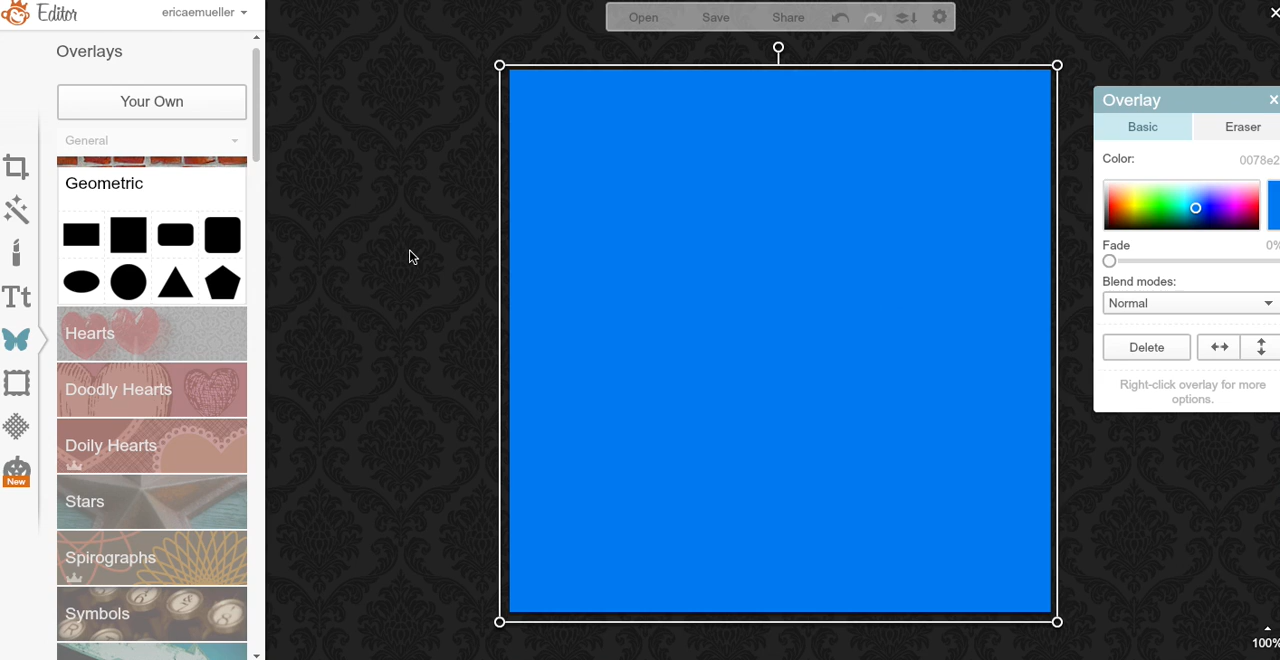 Editor
ericaemueller
Open
Save
Share
Overlays
Your Own
General
Geometric
Hearts
Doodly Hearts
Doily Hearts
Stars
Spirographs
Symbols
New
Overlay
×
Basic
Eraser
Color:
0078e2
Fade
0%
Blend modes:
Normal
Delete
Right-click overlay for more
options.
100%